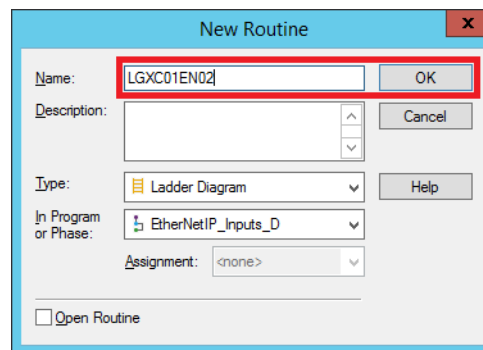 New Routine
x
Name: LGXC01EN02 OK
Description: Cancel
Type: Ladder Diagram Help
In Program
or Phase: EtherNetIP_Inputs_D
Assignment: <none>
Open Routine